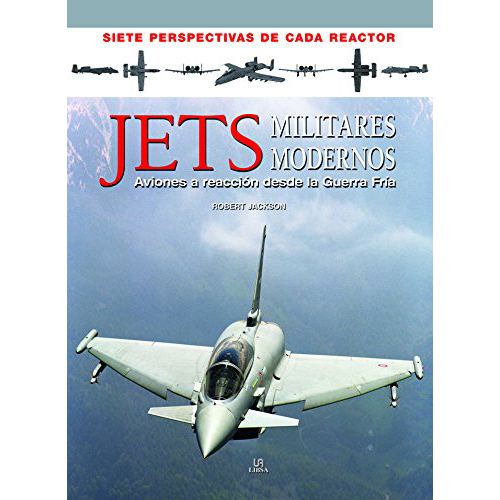 SIETE PERSPECTIVAS DE CADA REACTOR
JETS MILITARES
MODERNOS
Aviones a reacción desde la Guerra Fría
ROBERT JACKSON
LIBSA